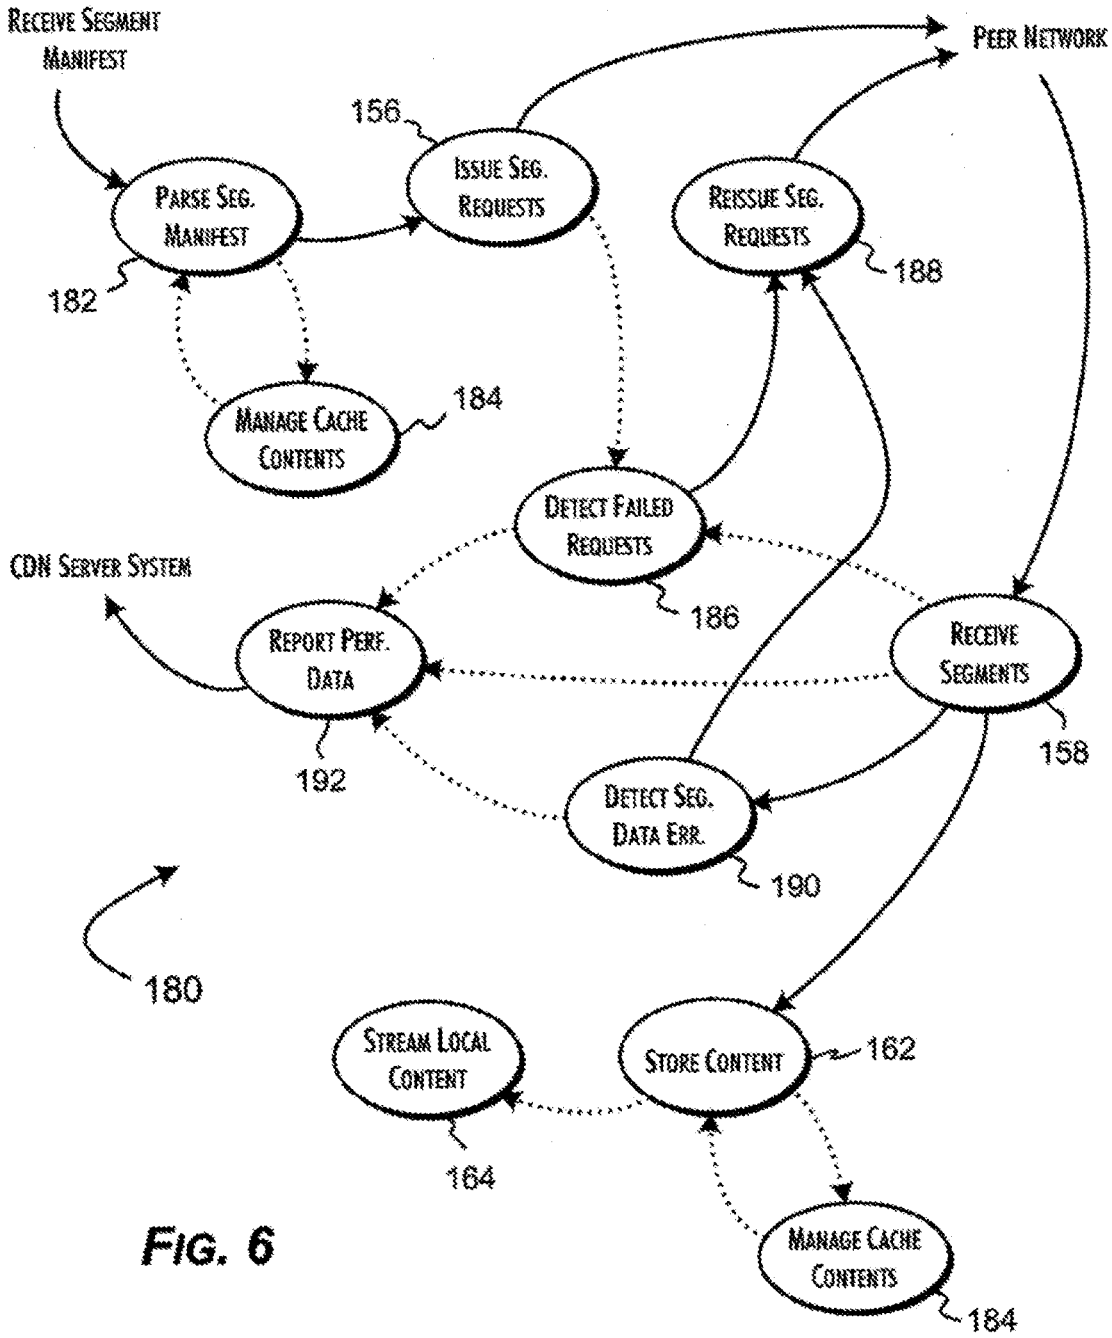 RECEIVE SEGMENT
MANIFEST
PEER NETWORK
156
ISSUE SEG.
REQUESTS
PARSE SEG.
MANIFEST
REISSUE SEG.
REQUESTS
188
182
MANAGE CACHE
CONTENTS
184
DETECT FAILED
REQUESTS
186
CDN SERVER SYSTEM
REPORT PERF.
DATA
192
RECEIVE
SEGMENTS
158
DETECT SEG.
DATA ERR.
190
180
STREAM LOCAL
CONTENT
164
STORE CONTENT
162
MANAGE CACHE
CONTENTS
184
FIG. 6